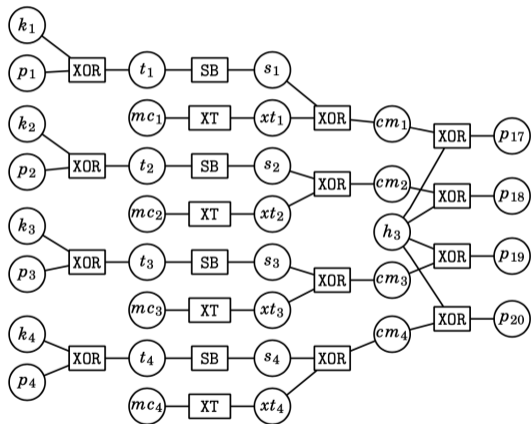 k₁
p₁ XOR t₁ SB s₁
mc₁ XT xt₁ XOR cm₁ XOR p₁₇
k₂
p₂ XOR t₂ SB s₂ XOR cm₂ XOR p₁₈
mc₂ XT xt₂
h₃
k₃
p₃ XOR t₃ SB s₃ XOR cm₃ XOR p₁₉
mc₃ XT xt₃
k₄
p₄ XOR t₄ SB s₄ XOR cm₄ XOR p₂₀
mc₄ XT xt₄